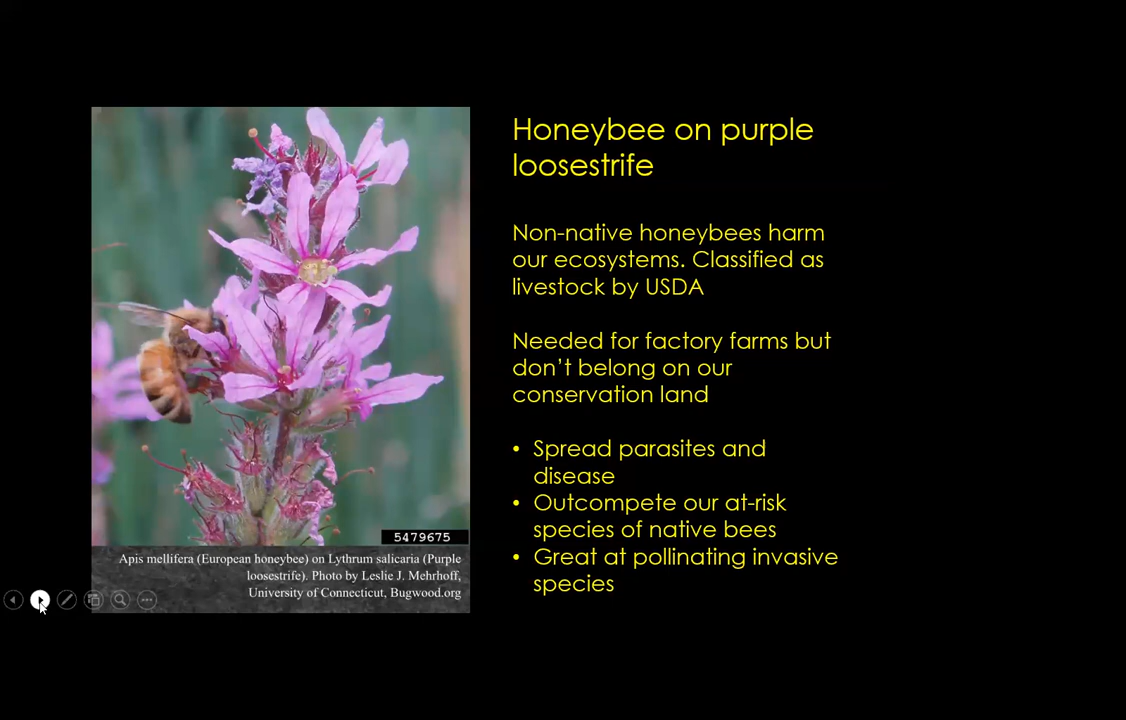 Honeybee on purple
loosestrife
Non-native honeybees harm
our ecosystems. Classified as
livestock by USDA
Needed for factory farms but
don’t belong on our
conservation land
• Spread parasites and
disease
• Outcompete our at-risk
species of native bees
• Great at pollinating invasive
species
5479675
Apis mellifera (European honeybee) on Lythrum salicaria (Purple
loosestrife). Photo by Leslie J. Mehrhoff,
University of Connecticut, Bugwood.org